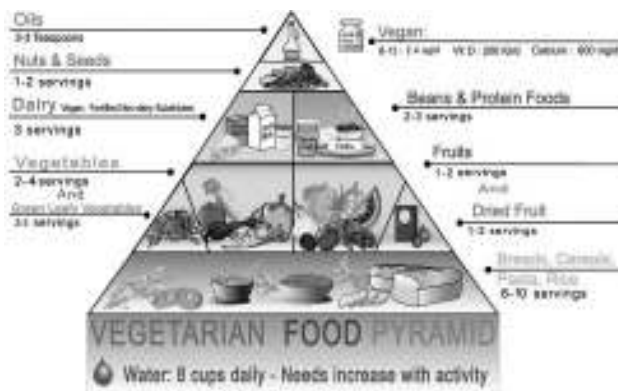 Oils
Nuts & Seeds
1-2 servings
Dairy
3 servings
Vegetables
2-4 servings
And
Green Leafy Vegetables
servings
Vegan:
Beans & Protein Foods
2-3 servings
Fruits
1-2 servings
And
Dried Fruit
servings
Breads, Cereals,
Pasta, Rice
6-10 servings
VEGETARIAN FOOD PYRAMID
Water: 8 cups daily - Needs increase with activity